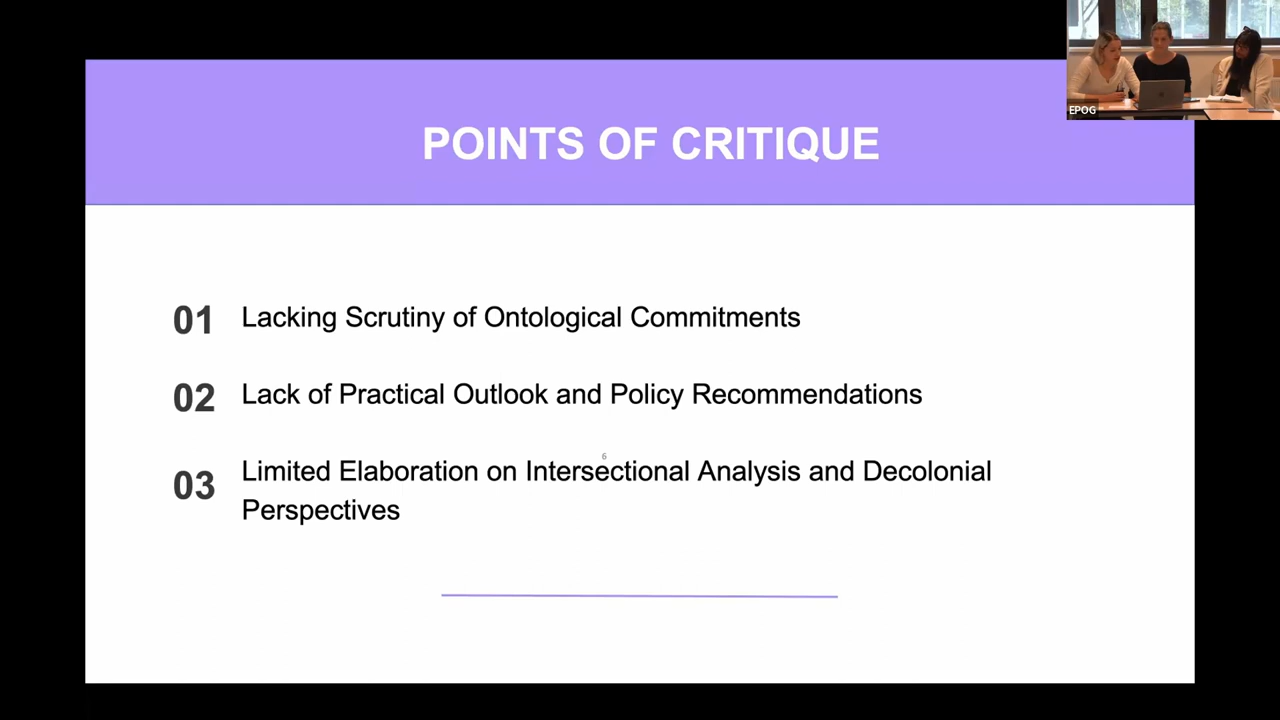 EPOG
POINTS OF CRITIQUE
01 Lacking Scrutiny of Ontological Commitments
02 Lack of Practical Outlook and Policy Recommendations
6
03 Limited Elaboration on Intersectional Analysis and Decolonial
Perspectives